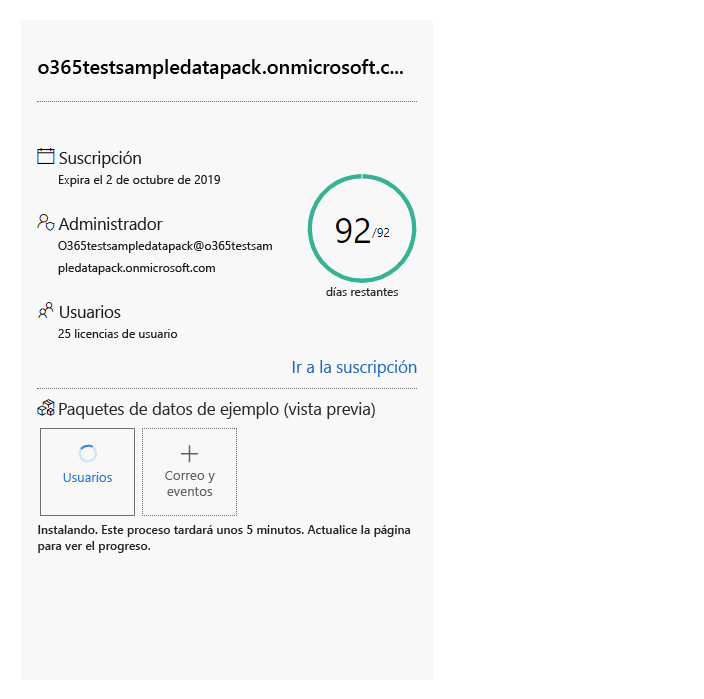 o365testsampledatapack.onmicrosoft.c...
Suscripción
Expira el 2 de octubre de 2019
92/92
días restantes
Administrador
O365testsampledatapack@o365testsam
pledatapack.onmicrosoft.com
Usuarios
25 licencias de usuario
Ir a la suscripción
Paquetes de datos de ejemplo (vista previa)
Usuarios
Correo y
eventos
Instalando. Este proceso tardará unos 5 minutos. Actualice la página
para ver el progreso.